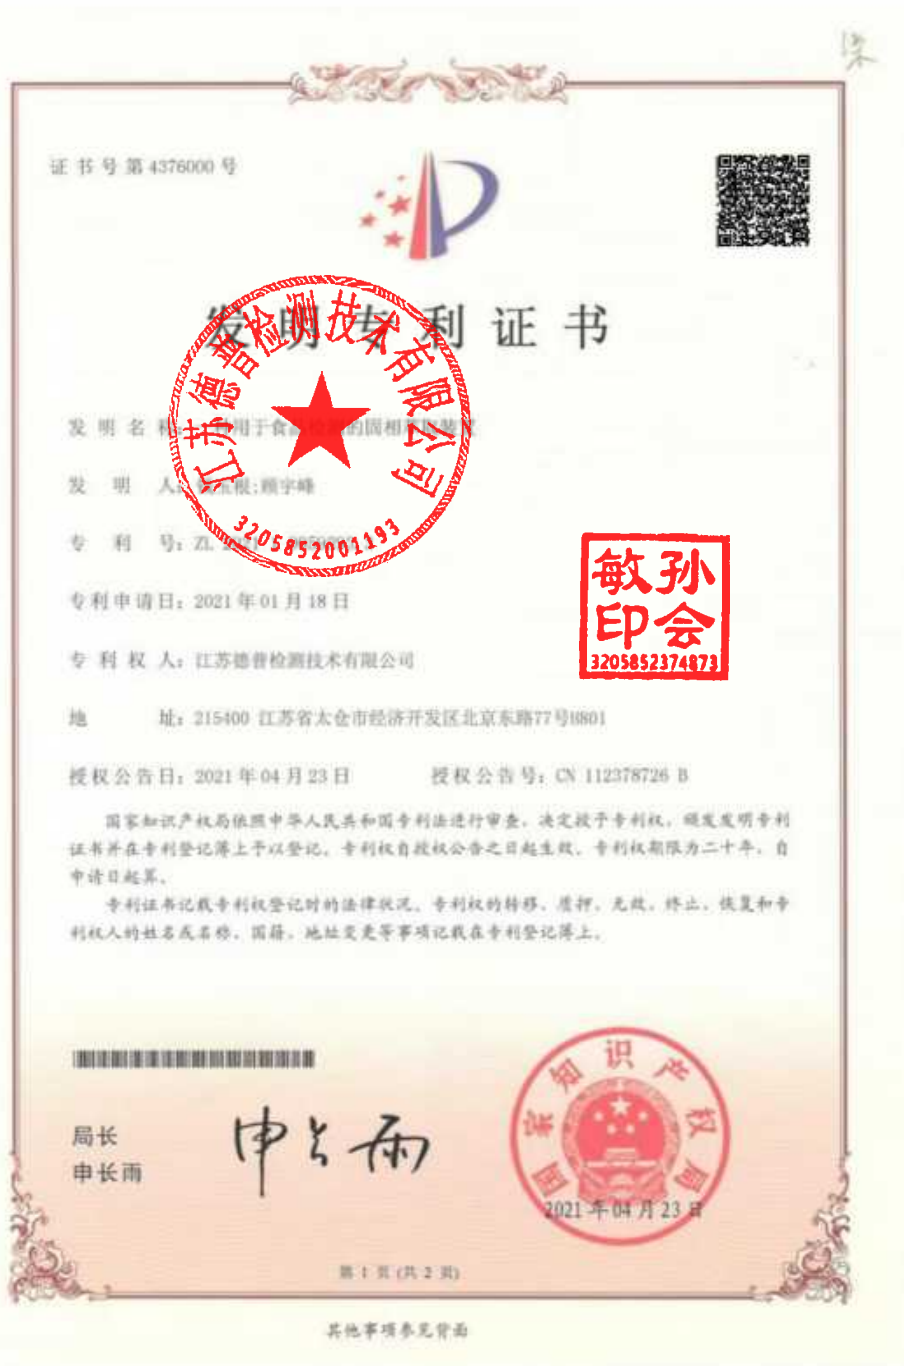 证书号第4376000号
发明专利证书
江苏德普检测技术有限公司
3205852001193
发明名称：一种用于食品检测的固相萃取装置
发明人：玉根;顾宇峰
专利号：ZL 2021
专利申请日：2021年01月18日
专利权人：江苏德普检测技术有限公司
孙会敏印
3205852374873
地址：215400 江苏省太仓市经济开发区北京东路77号H801
授权公告日：2021年04月23日 授权公告号：CN 112378726 B
国家知识产权局依照中华人民共和国专利法进行审查，决定授予专利权，颁发发明专利
证书并在专利登记簿上予以登记。专利权自授权公告之日起生效。专利权期限为二十年，自
申请日起算。
专利证书记载专利权登记时的法律状况。专利权的转移、质押、无效、终止、恢复和专
利权人的姓名或名称、国籍、地址变更等事项记载在专利登记簿上。
局长
申长雨
申长雨
国家知识产权局
2021年04月23日
第 1 页 (共 2 页)
其他事项参见背面